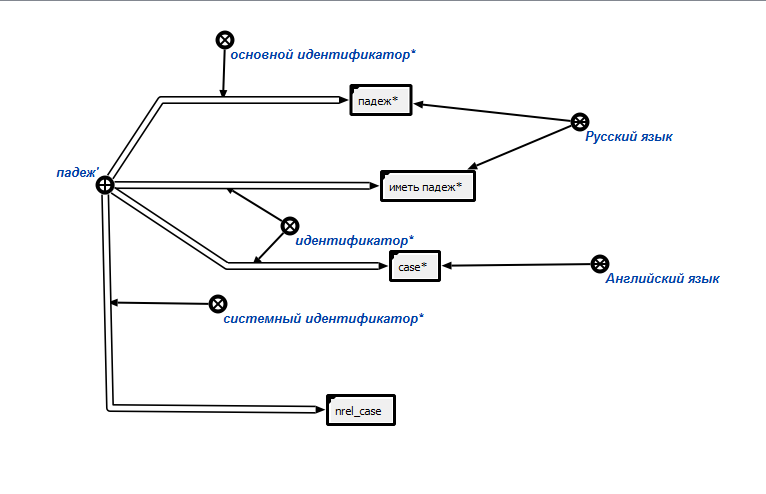 основной идентификатор*
падеж*
Русский язык
падеж'
иметь падеж*
идентификатор*
case*
Английский язык
системный идентификатор*
nrel_case